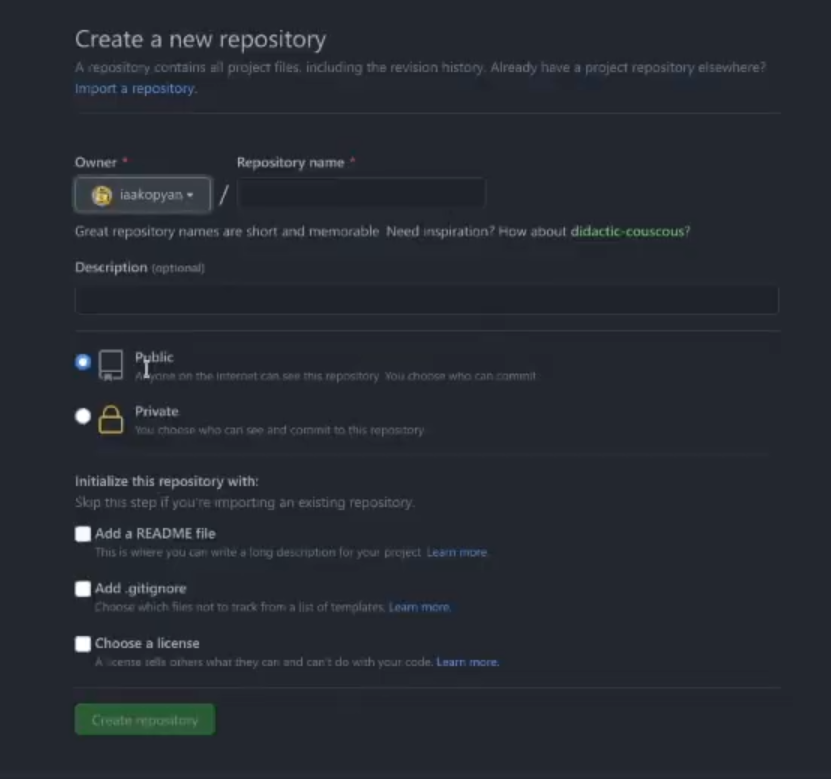 Create a new repository
A repository contains all project files, including the revision history. Already have a project repository elsewhere?
Import a repository.
Owner * Repository name *
iaakopyan /
Great repository names are short and memorable. Need inspiration? How about didactic-couscous?
Description (optional)
Public
Anyone on the internet can see this repository. You choose who can commit.
Private
You choose who can see and commit to this repository.
Initialize this repository with:
Skip this step if you're importing an existing repository.
Add a README file
This is where you can write a long description for your project. Learn more.
Add .gitignore
Choose which files not to track from a list of templates. Learn more.
Choose a license
A license tells others what they can and can't do with your code. Learn more.
Create repository